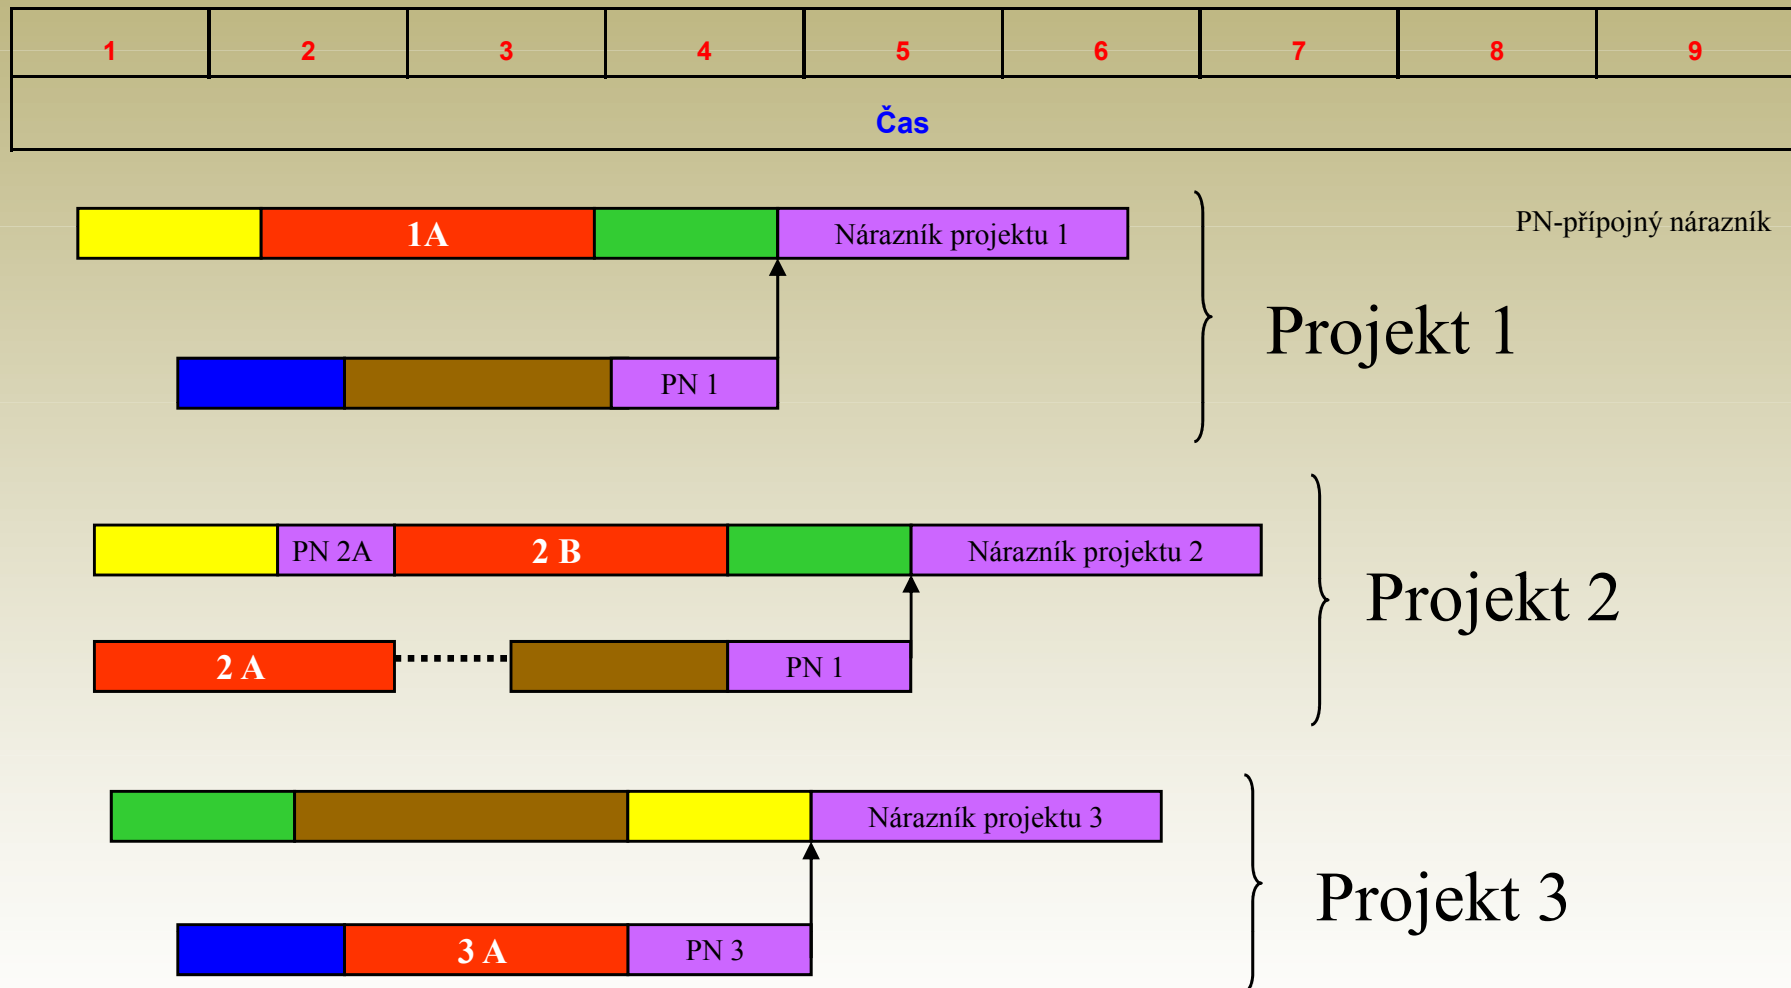 1 2 3 4 5 6 7 8 9
Čas
1A Nárazník projektu 1
PN-přípojný nárazník
Projekt 1
PN 1
PN 2A 2 B Nárazník projektu 2
Projekt 2
2 A PN 1
Nárazník projektu 3
Projekt 3
3 A PN 3